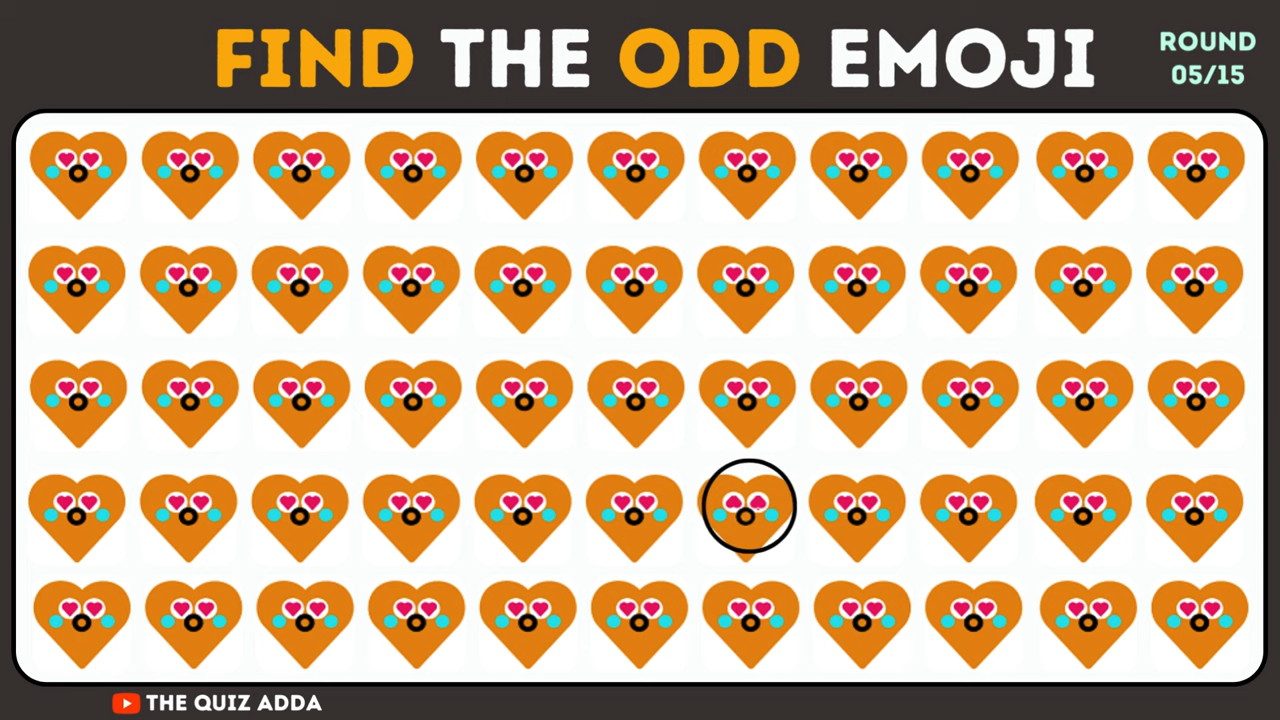 FIND THE ODD EMOJI
ROUND
05/15
THE QUIZ ADDA